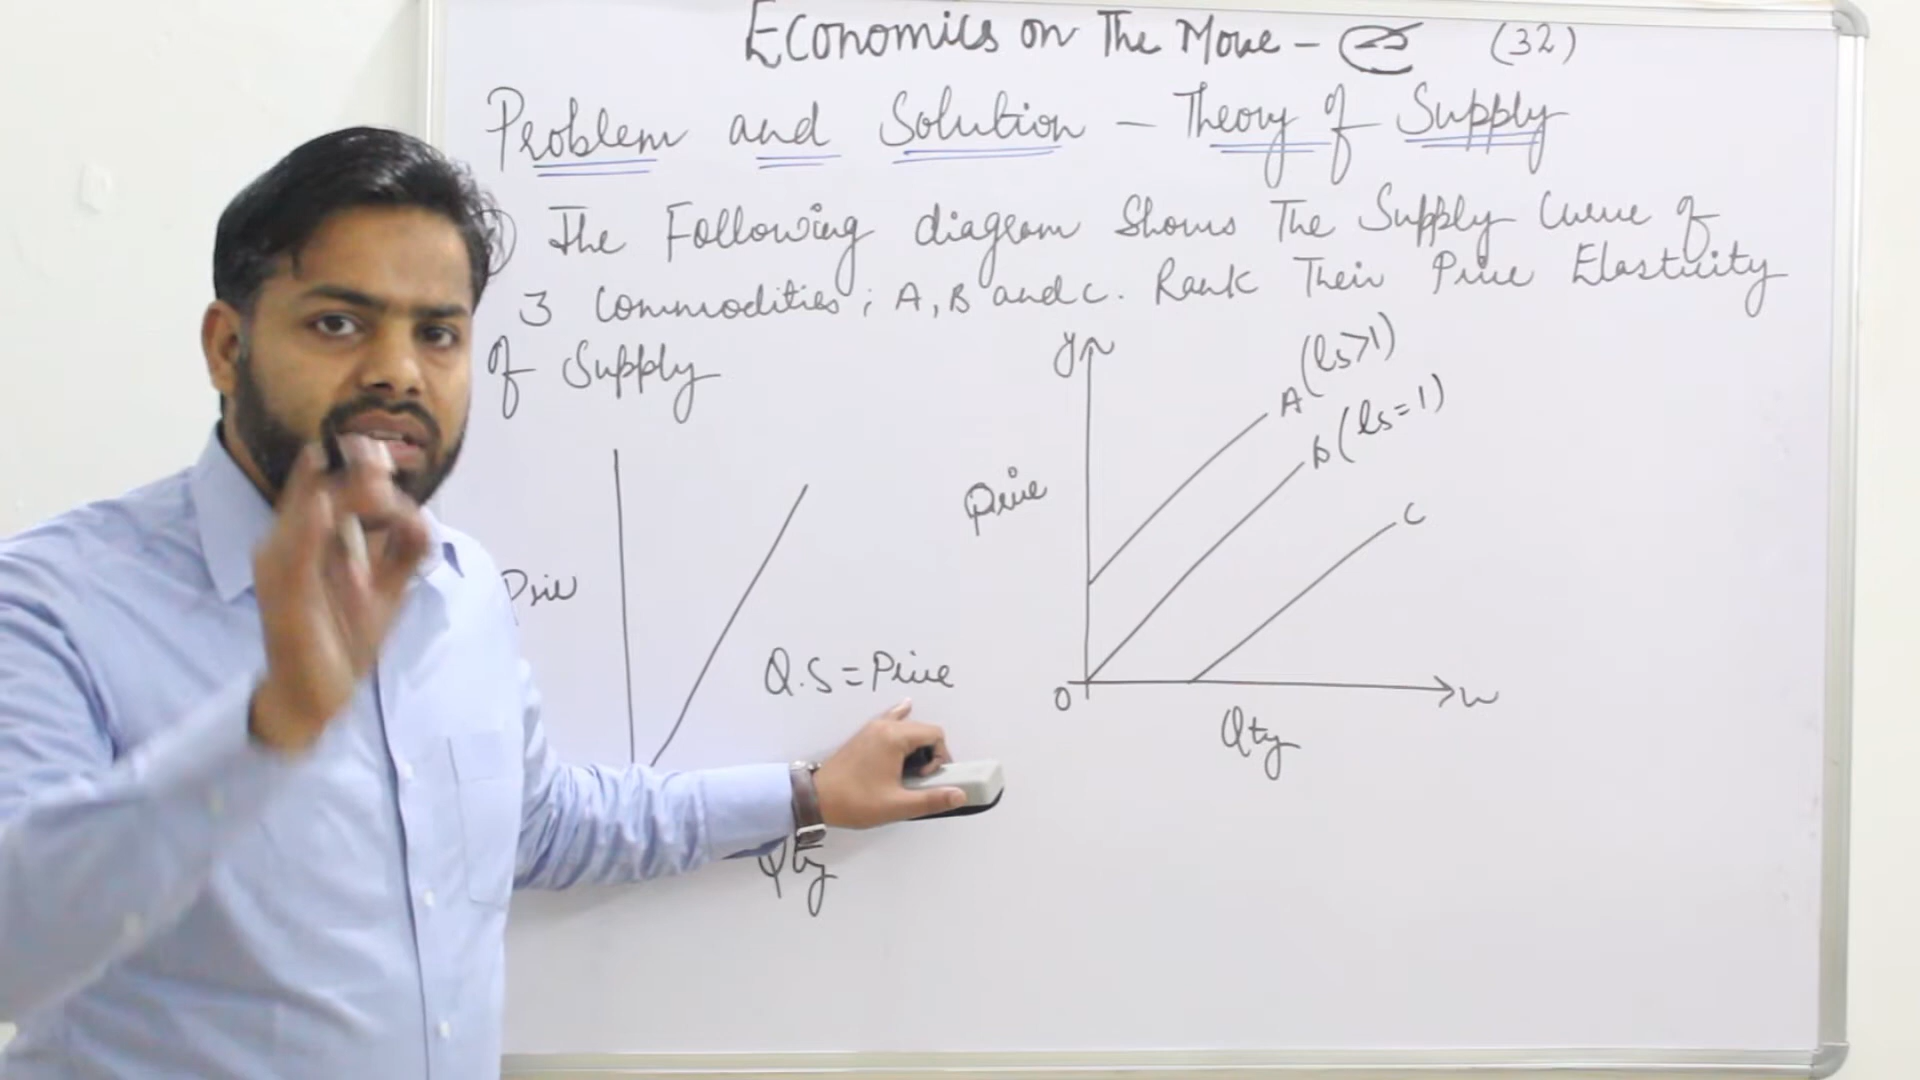 Economics on The Move - (32)
Problem and Solution - Theory of Supply
The Following diagram Shows The Supply Curve of
3 Commodities; A, B and C. Rank Their Price Elasticity
of Supply
y
A (es>1)
B (es=1)
Price
C
Price
Q.S = Price
O
Qty
Qty